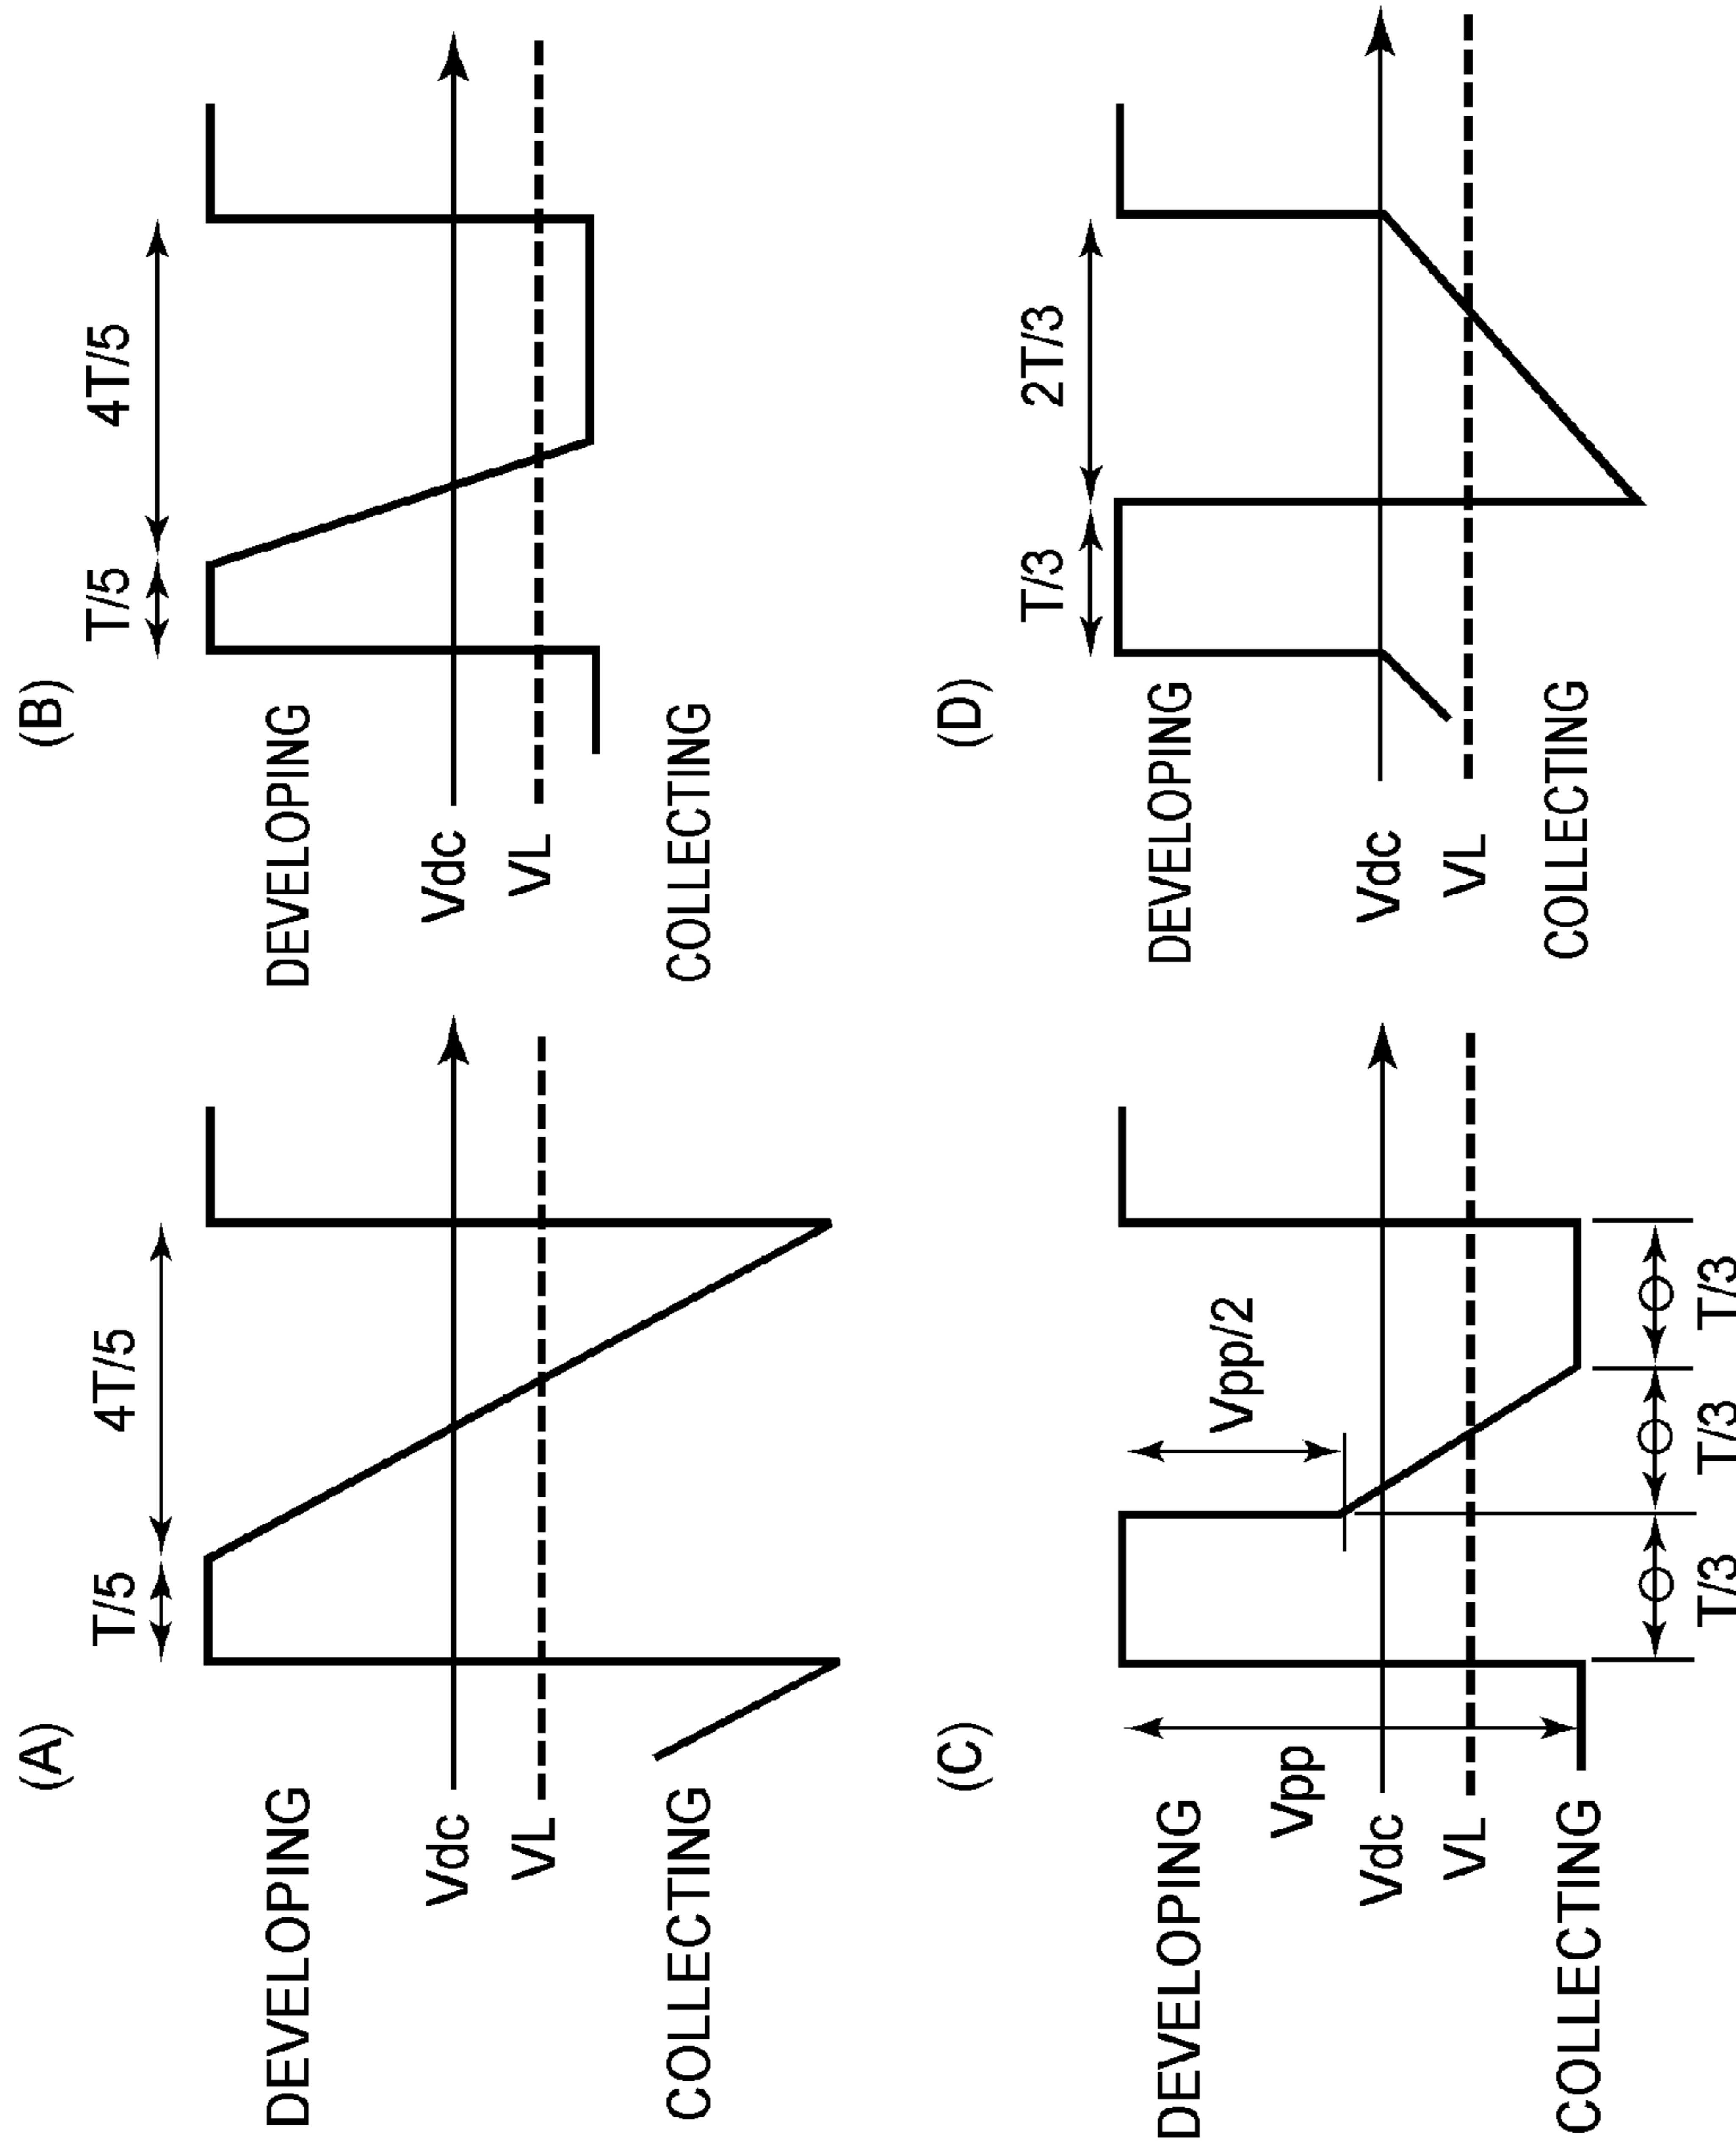 (A)
T/5
4T/5
DEVELOPING
Vdc
VL
COLLECTING
(B)
T/5
4T/5
DEVELOPING
Vdc
VL
COLLECTING
(C)
DEVELOPING
Vpp
Vpp/2
Vdc
VL
COLLECTING
T/3
T/3
T/3
(D)
T/3
2T/3
DEVELOPING
Vdc
VL
COLLECTING